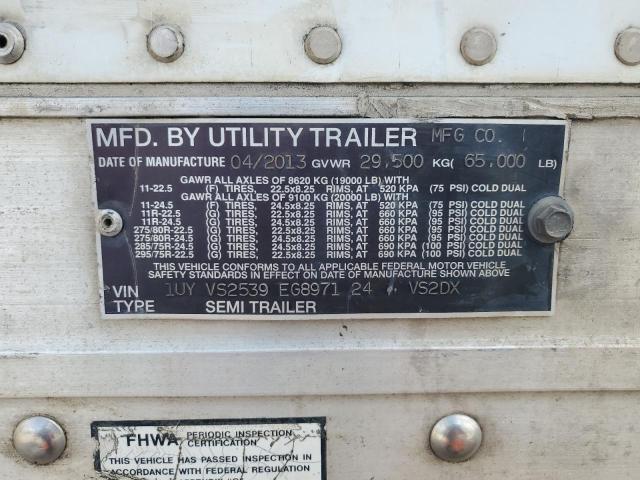 MFD. BY UTILITY TRAILER MFG CO.
DATE OF MANUFACTURE 04/2013 GVWR 29,500 KG( 65,000 LB)
GAWR ALL AXLES OF 8620 KG (19000 LB) AT
11-22.5 (F) TIRES, 22.5x8.25 RIMS, AT 520 KPA (75 PSI) COLD DUAL
GAWR ALL AXLES OF 9100 KG (20000 LB) AT
11-24.5 (F) TIRES, 24.5x8.25 RIMS, AT 520 KPA (75 PSI) COLD DUAL
11R-22.5 (G) TIRES, 22.5x8.25 RIMS, AT 660 KPA (95 PSI) COLD DUAL
11R-24.5 (G) TIRES, 24.5x8.25 RIMS, AT 660 KPA (95 PSI) COLD DUAL
275/80R-22.5 (G) TIRES, 22.5x8.25 RIMS, AT 660 KPA (95 PSI) COLD DUAL
275/80R-24.5 (G) TIRES, 24.5x8.25 RIMS, AT 660 KPA (95 PSI) COLD DUAL
285/75R-24.5 (G) TIRES, 24.5x8.25 RIMS, AT 660 KPA (100 PSI) COLD DUAL
295/75R-22.5 (G) TIRES, 22.5x8.25 RIMS, AT 690 KPA (100 PSI) COLD DUAL
THIS VEHICLE CONFORMS TO ALL APPLICABLE FEDERAL MOTOR VEHICLE
SAFETY STANDARDS IN EFFECT ON DATE OF MANUFACTURE SHOWN ABOVE
VIN 1UY VS2539 EG8971 24 VS2DX
TYPE SEMI TRAILER
FHWA PERIODIC INSPECTION
CERTIFICATION
THIS VEHICLE HAS PASSED INSPECTION IN
ACCORDANCE WITH FEDERAL REGULATION